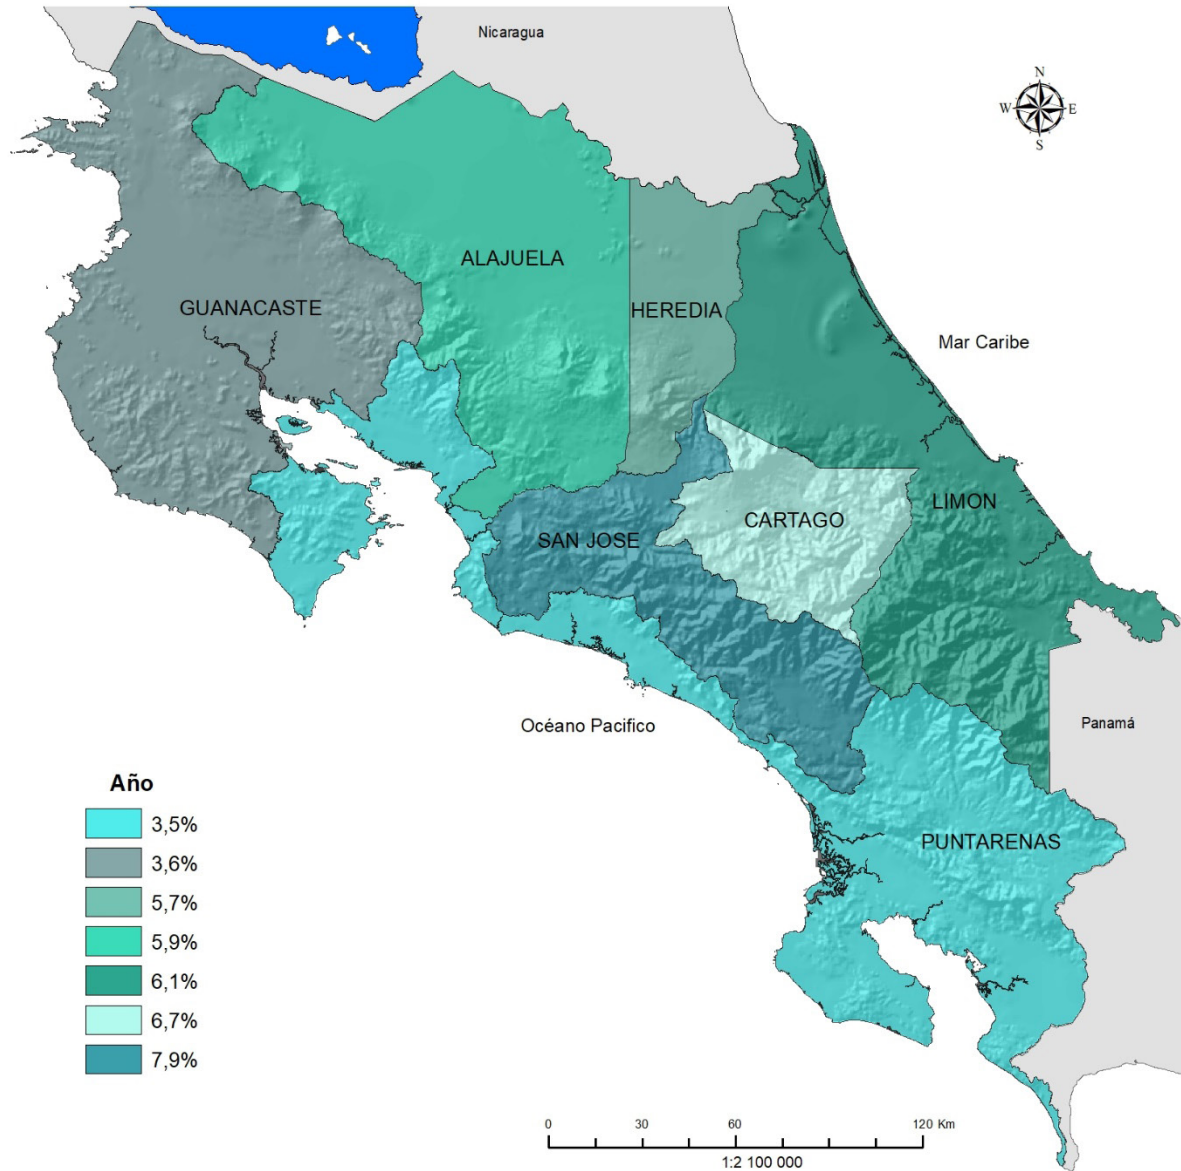 Nicaragua
N
W
E
S
ALAJUELA
GUANACASTE
HEREDIA
Mar Caribe
LIMON
CARTAGO
SAN JOSE
Océano Pacifico
Panamá
Año
3,5%
3,6%
5,7%
5,9%
6,1%
6,7%
7,9%
PUNTARENAS
0 30 60 120 Km
1:2 100 000